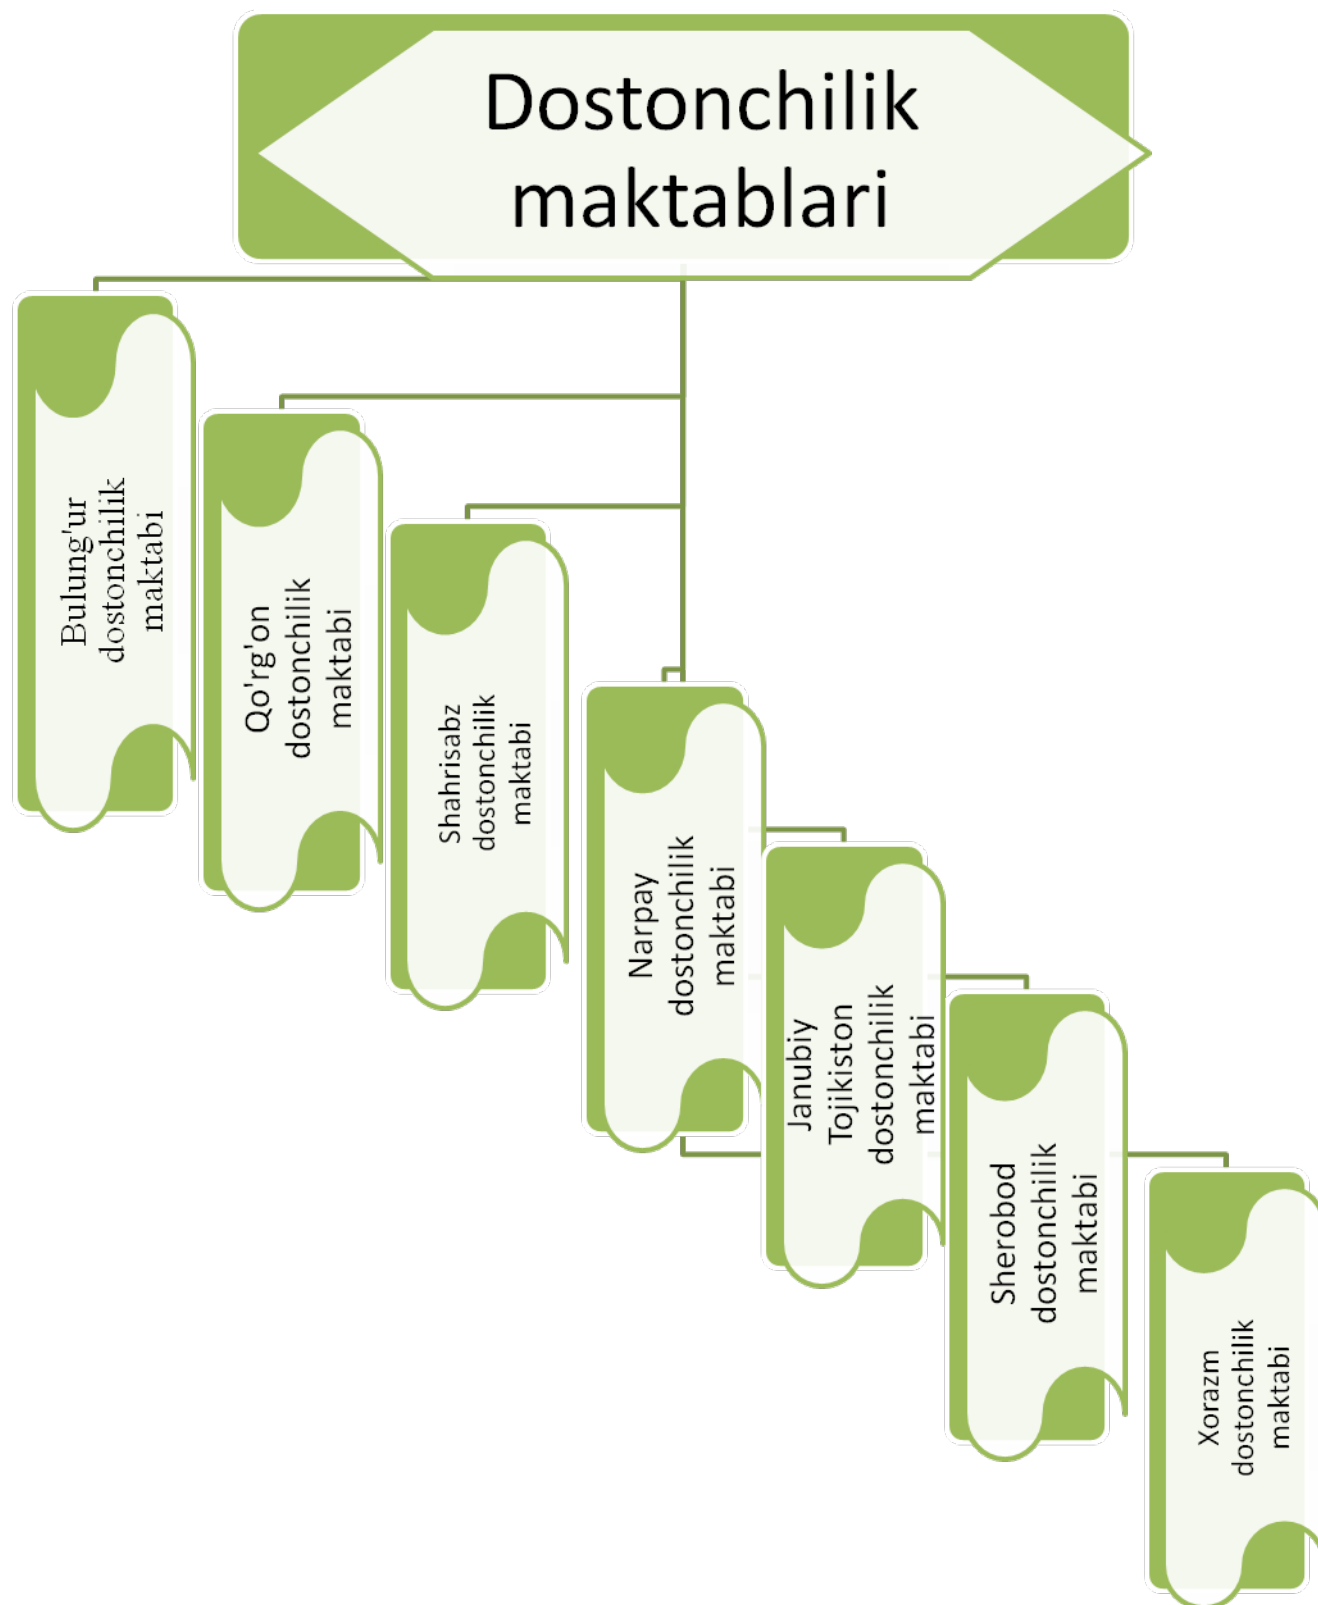 Dostonchilik
maktablari
Bulung'ur
dostonchilik
maktabi
Qo'rg'on
dostonchilik
maktabi
Shahrisabz
dostonchilik
maktabi
Narpay
dostonchilik
maktabi
Janubiy
Tojikiston
dostonchilik
maktabi
Sherobod
dostonchilik
maktabi
Xorazm
dostonchilik
maktabi